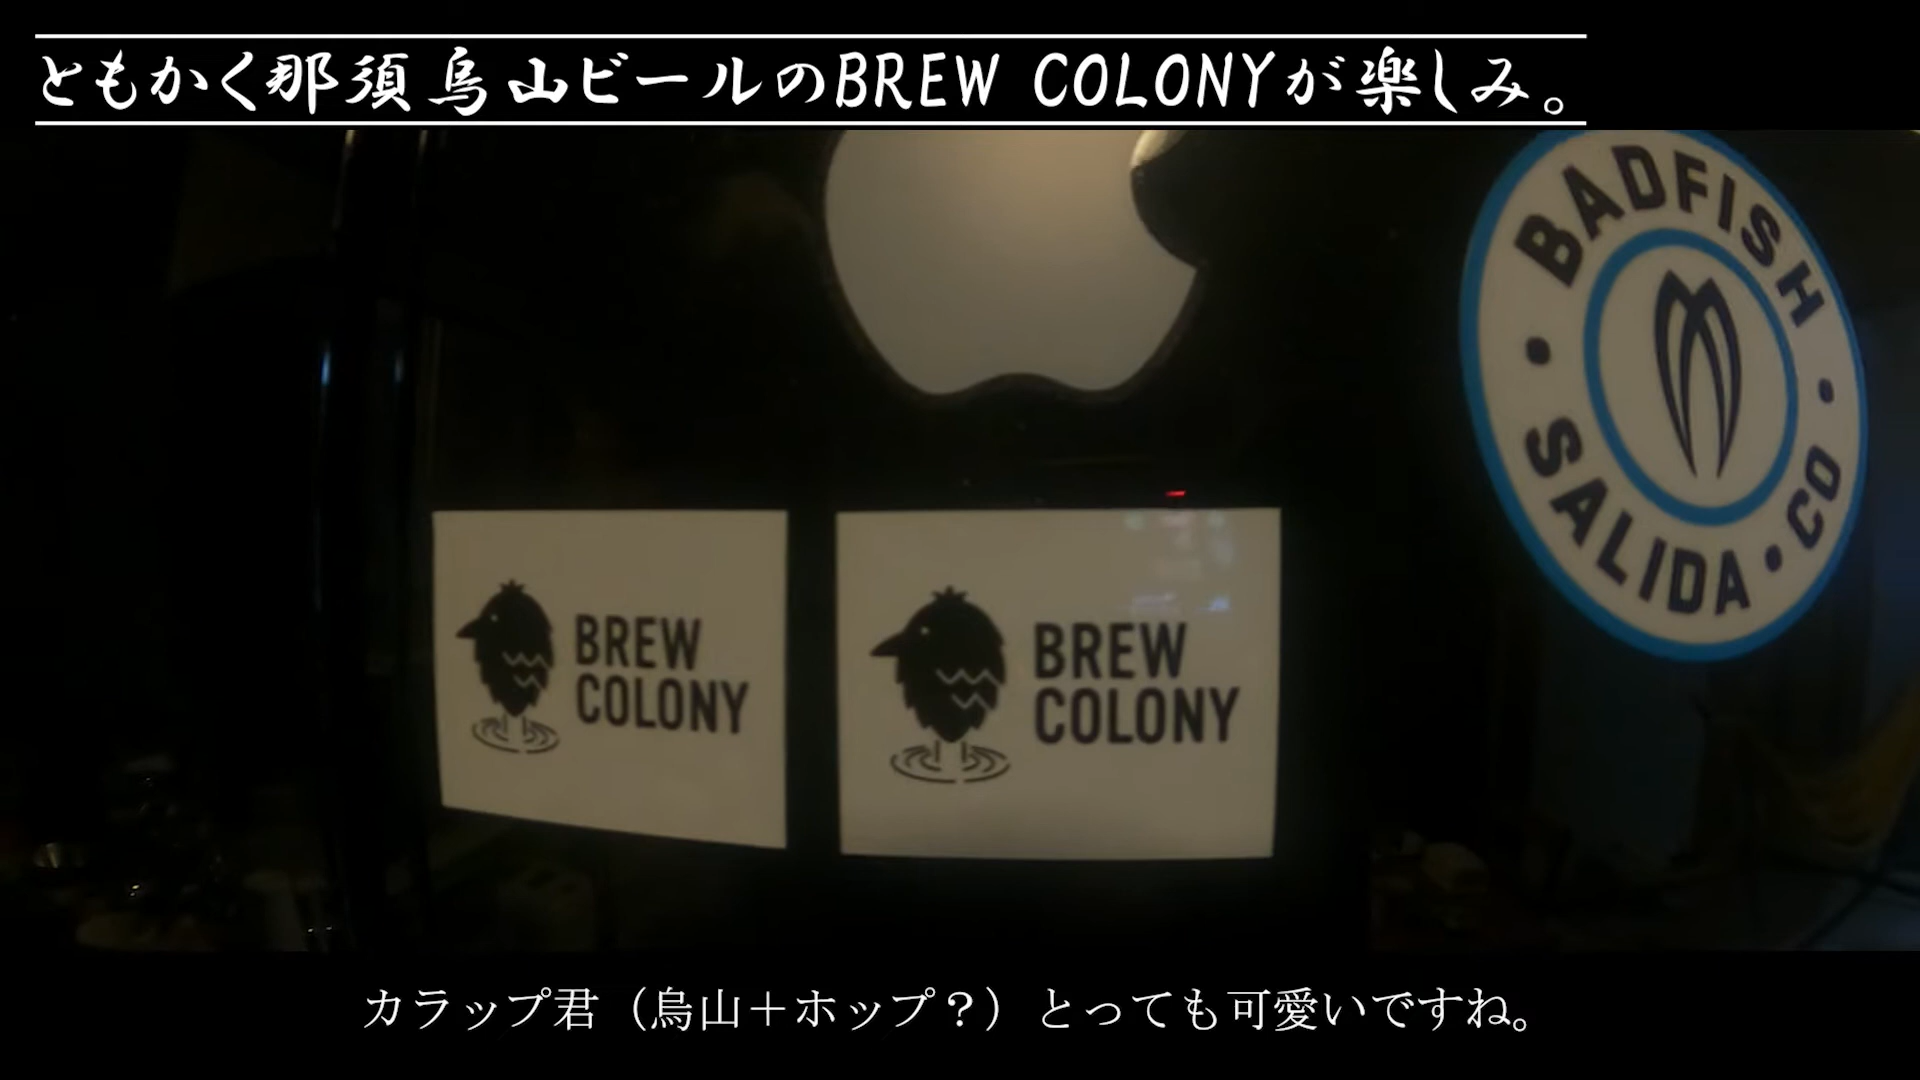 ともかく那須烏山ビールのBREW COLONYが楽しみ。
BADFISH
SALIDA • CO
BREW
COLONY
BREW
COLONY
カラップ君（烏山＋ホップ？）とっても可愛いですね。